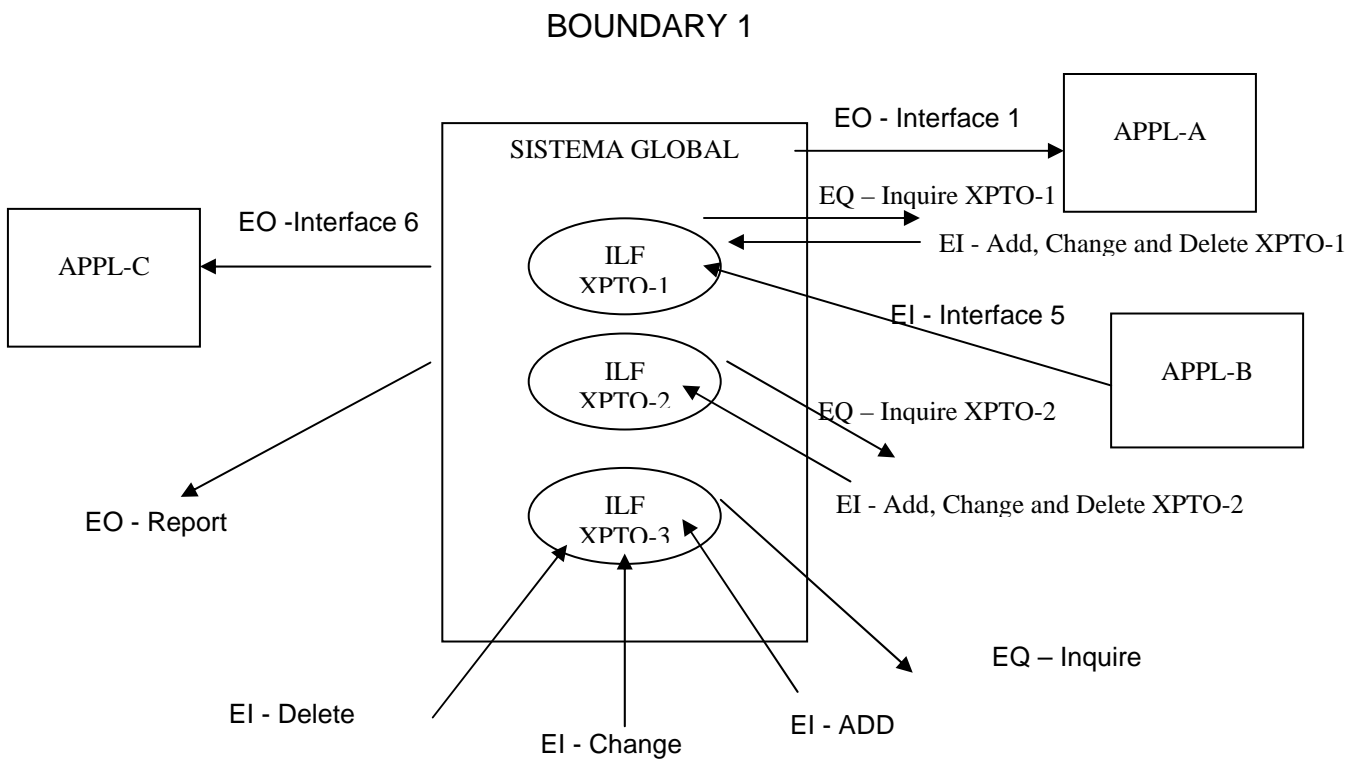 BOUNDARY 1
EO - Interface 1
APPL-A
SISTEMA GLOBAL
EQ – Inquire XPTO-1
EO -Interface 6
EI - Add, Change and Delete XPTO-1
APPL-C
ILF
XPTO-1
EI - Interface 5
APPL-B
ILF
XPTO-2
EQ – Inquire XPTO-2
EI - Add, Change and Delete XPTO-2
EO - Report
ILF
XPTO-3
EQ – Inquire
EI - Delete
EI - ADD
EI - Change